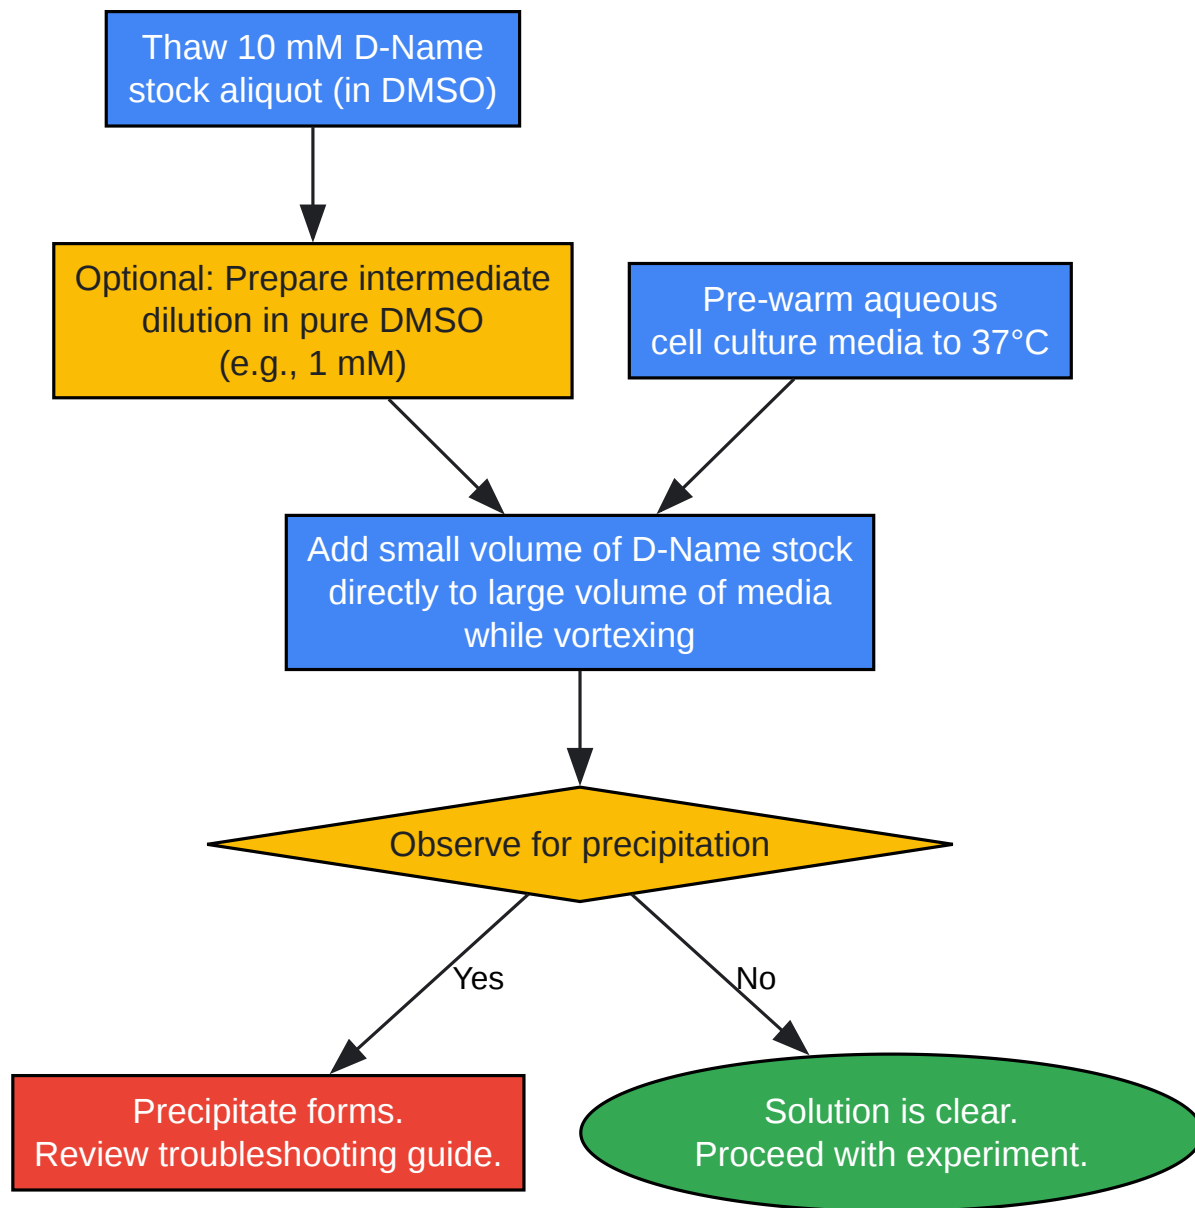 Thaw 10 mM D-Name
stock aliquot (in DMSO)
Optional: Prepare intermediate
dilution in pure DMSO
(e.g., 1 mM)
Pre-warm aqueous
cell culture media to 37°C
Add small volume of D-Name stock
directly to large volume of media
while vortexing
Observe for precipitation
Yes
No
Precipitate forms.
Review troubleshooting guide.
Solution is clear.
Proceed with experiment.